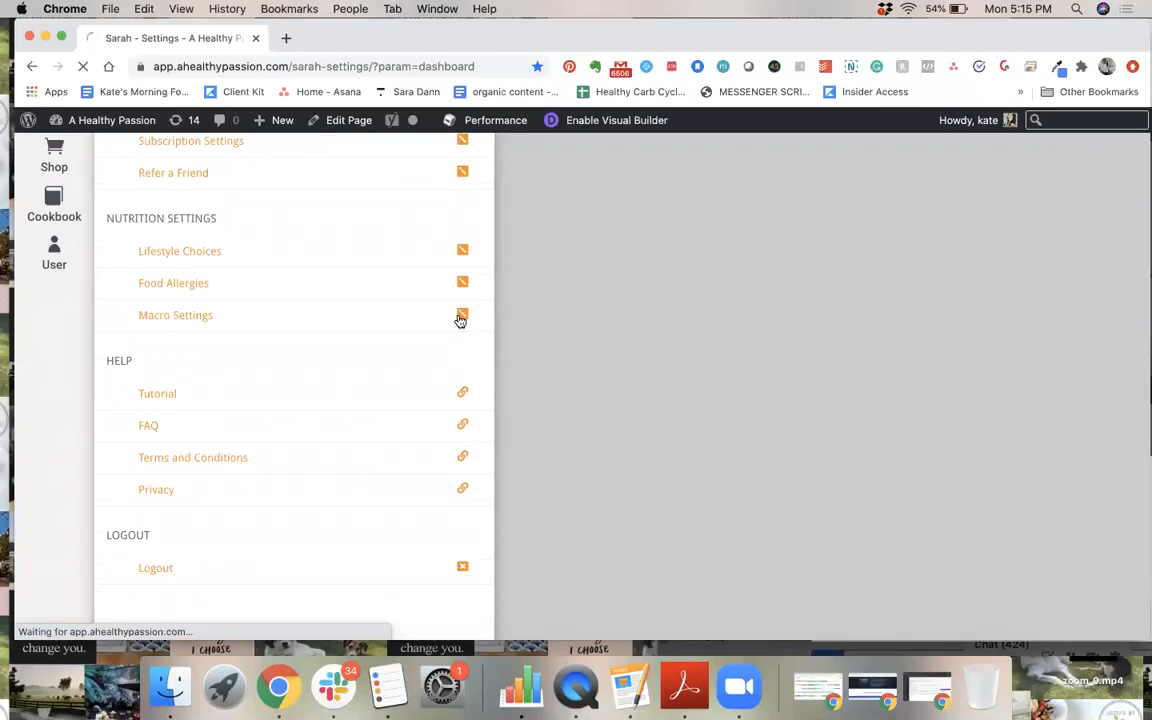 Chrome File Edit View History Bookmarks People Tab Window Help 54% Mon 5:15 PM
Sarah - Settings - A Healthy P
app.ahealthypassion.com/sarah-settings/?param=dashboard 6506
Apps Kate's Morning Fo... Client Kit Home - Asana Sara Dann organic content -... Healthy Carb Cycl... MESSENGER SCRI... Insider Access » Other Bookmarks
A Healthy Passion 14 0 New Edit Page Performance Enable Visual Builder Howdy, kate
Shop
Cookbook
User
Subscription Settings
Refer a Friend
NUTRITION SETTINGS
Lifestyle Choices
Food Allergies
Macro Settings
HELP
Tutorial
FAQ
Terms and Conditions
Privacy
LOGOUT
Logout
Waiting for app.ahealthypassion.com...
change you. I CHOOSE change you. I CHOOSE Chat (424)
34 1
zoom_0.mp4